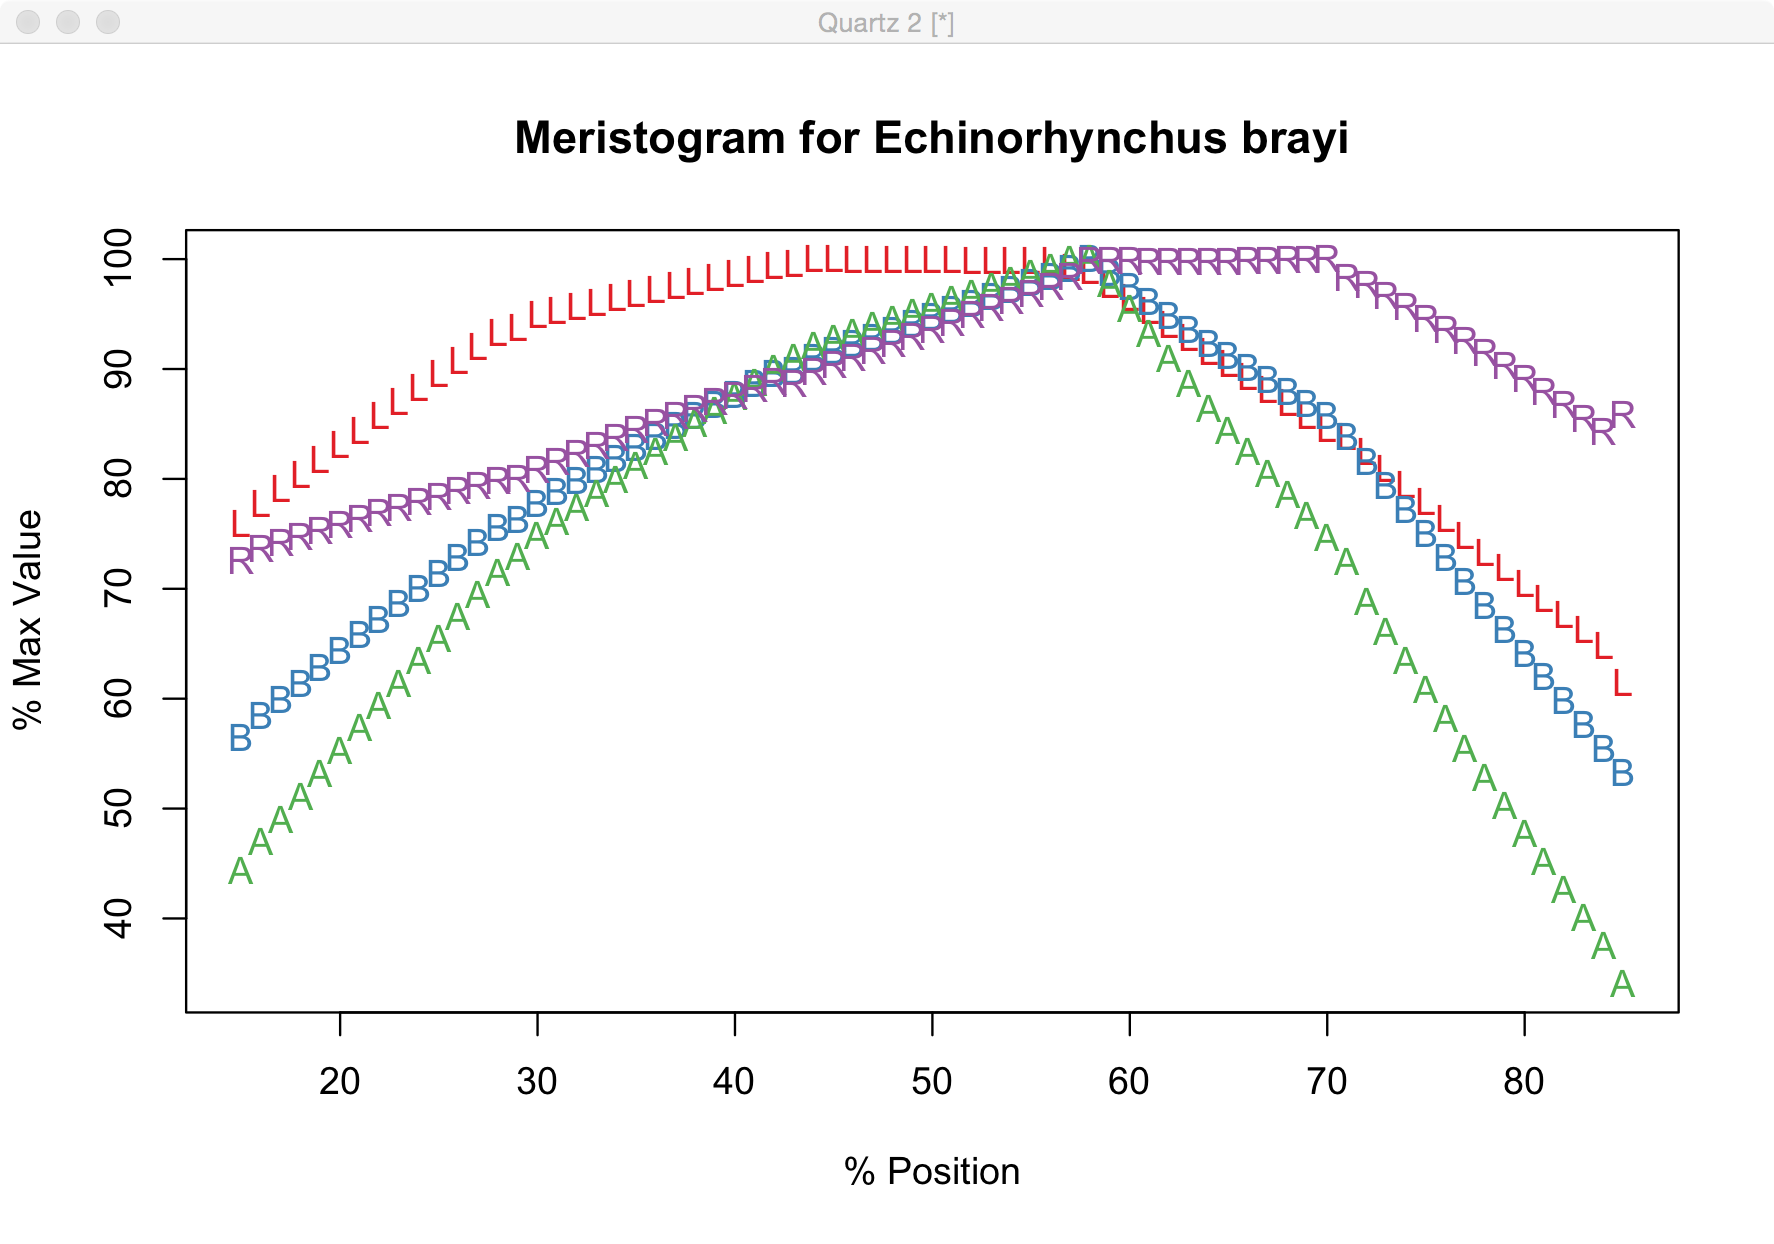 Quartz 2 [*]
Meristogram for Echinorhynchus brayi
% Max Value
100
90
80
70
60
50
40
20 30 40 50 60 70 80
% Position
L
R
B
A